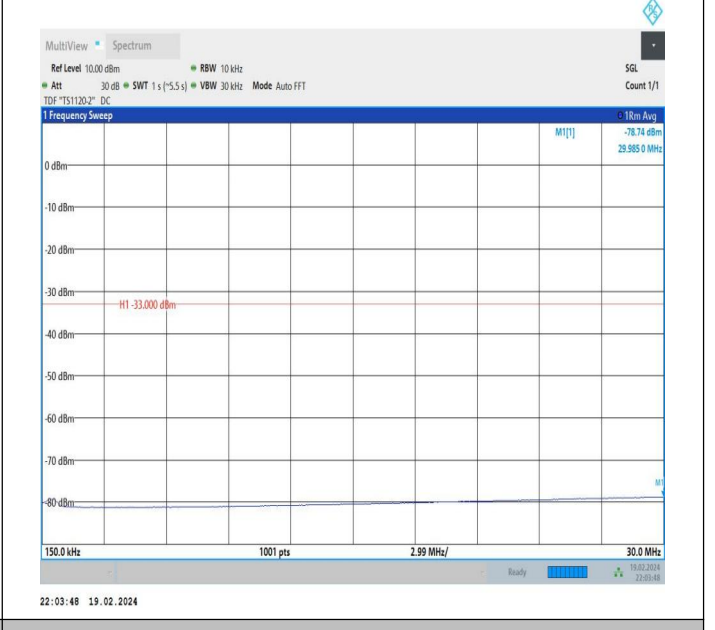 MultiView Spectrum
Ref Level 10.00 dBm RBW 10 kHz SGL
Att 30 dB SWT 1 s (~5.5 s) VBW 30 kHz Mode Auto FFT Count 1/1
TDF "TS1120-2" DC
1 Frequency Sweep 1Rm Avg
M1[1] -78.74 dBm
29.985 0 MHz
0 dBm
-10 dBm
-20 dBm
-30 dBm
H1 -33.000 dBm
-40 dBm
-50 dBm
-60 dBm
-70 dBm
M1
-80 dBm
150.0 kHz 1001 pts 2.99 MHz/ 30.0 MHz
Ready 19.02.2024
22:03:48
22:03:48 19.02.2024